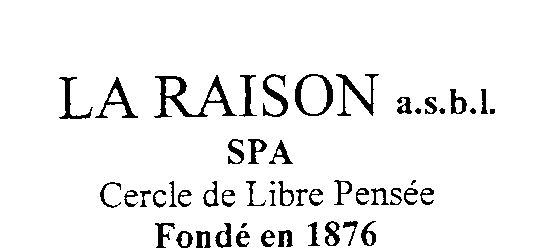 LA RAISON a.s.b.l.
SPA
Cercle de Libre Pensée
Fondé en 1876